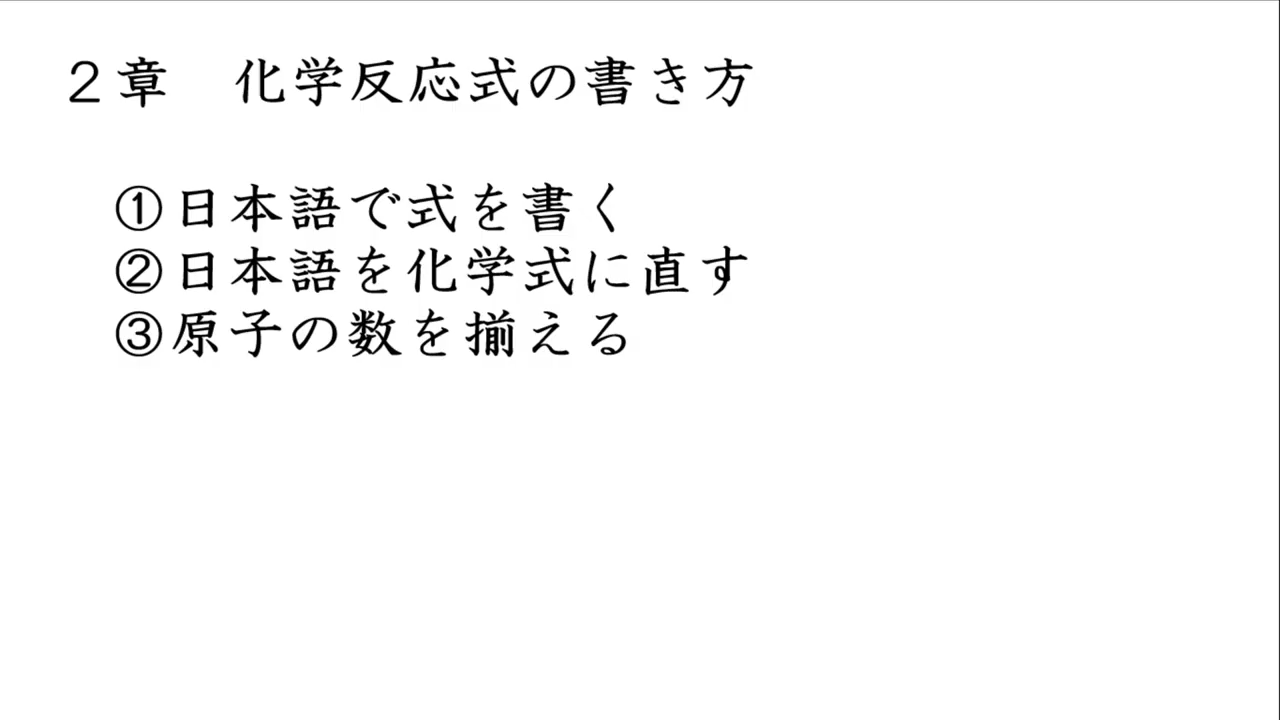 ２章　化学反応式の書き方
①日本語で式を書く
②日本語を化学式に直す
③原子の数を揃える